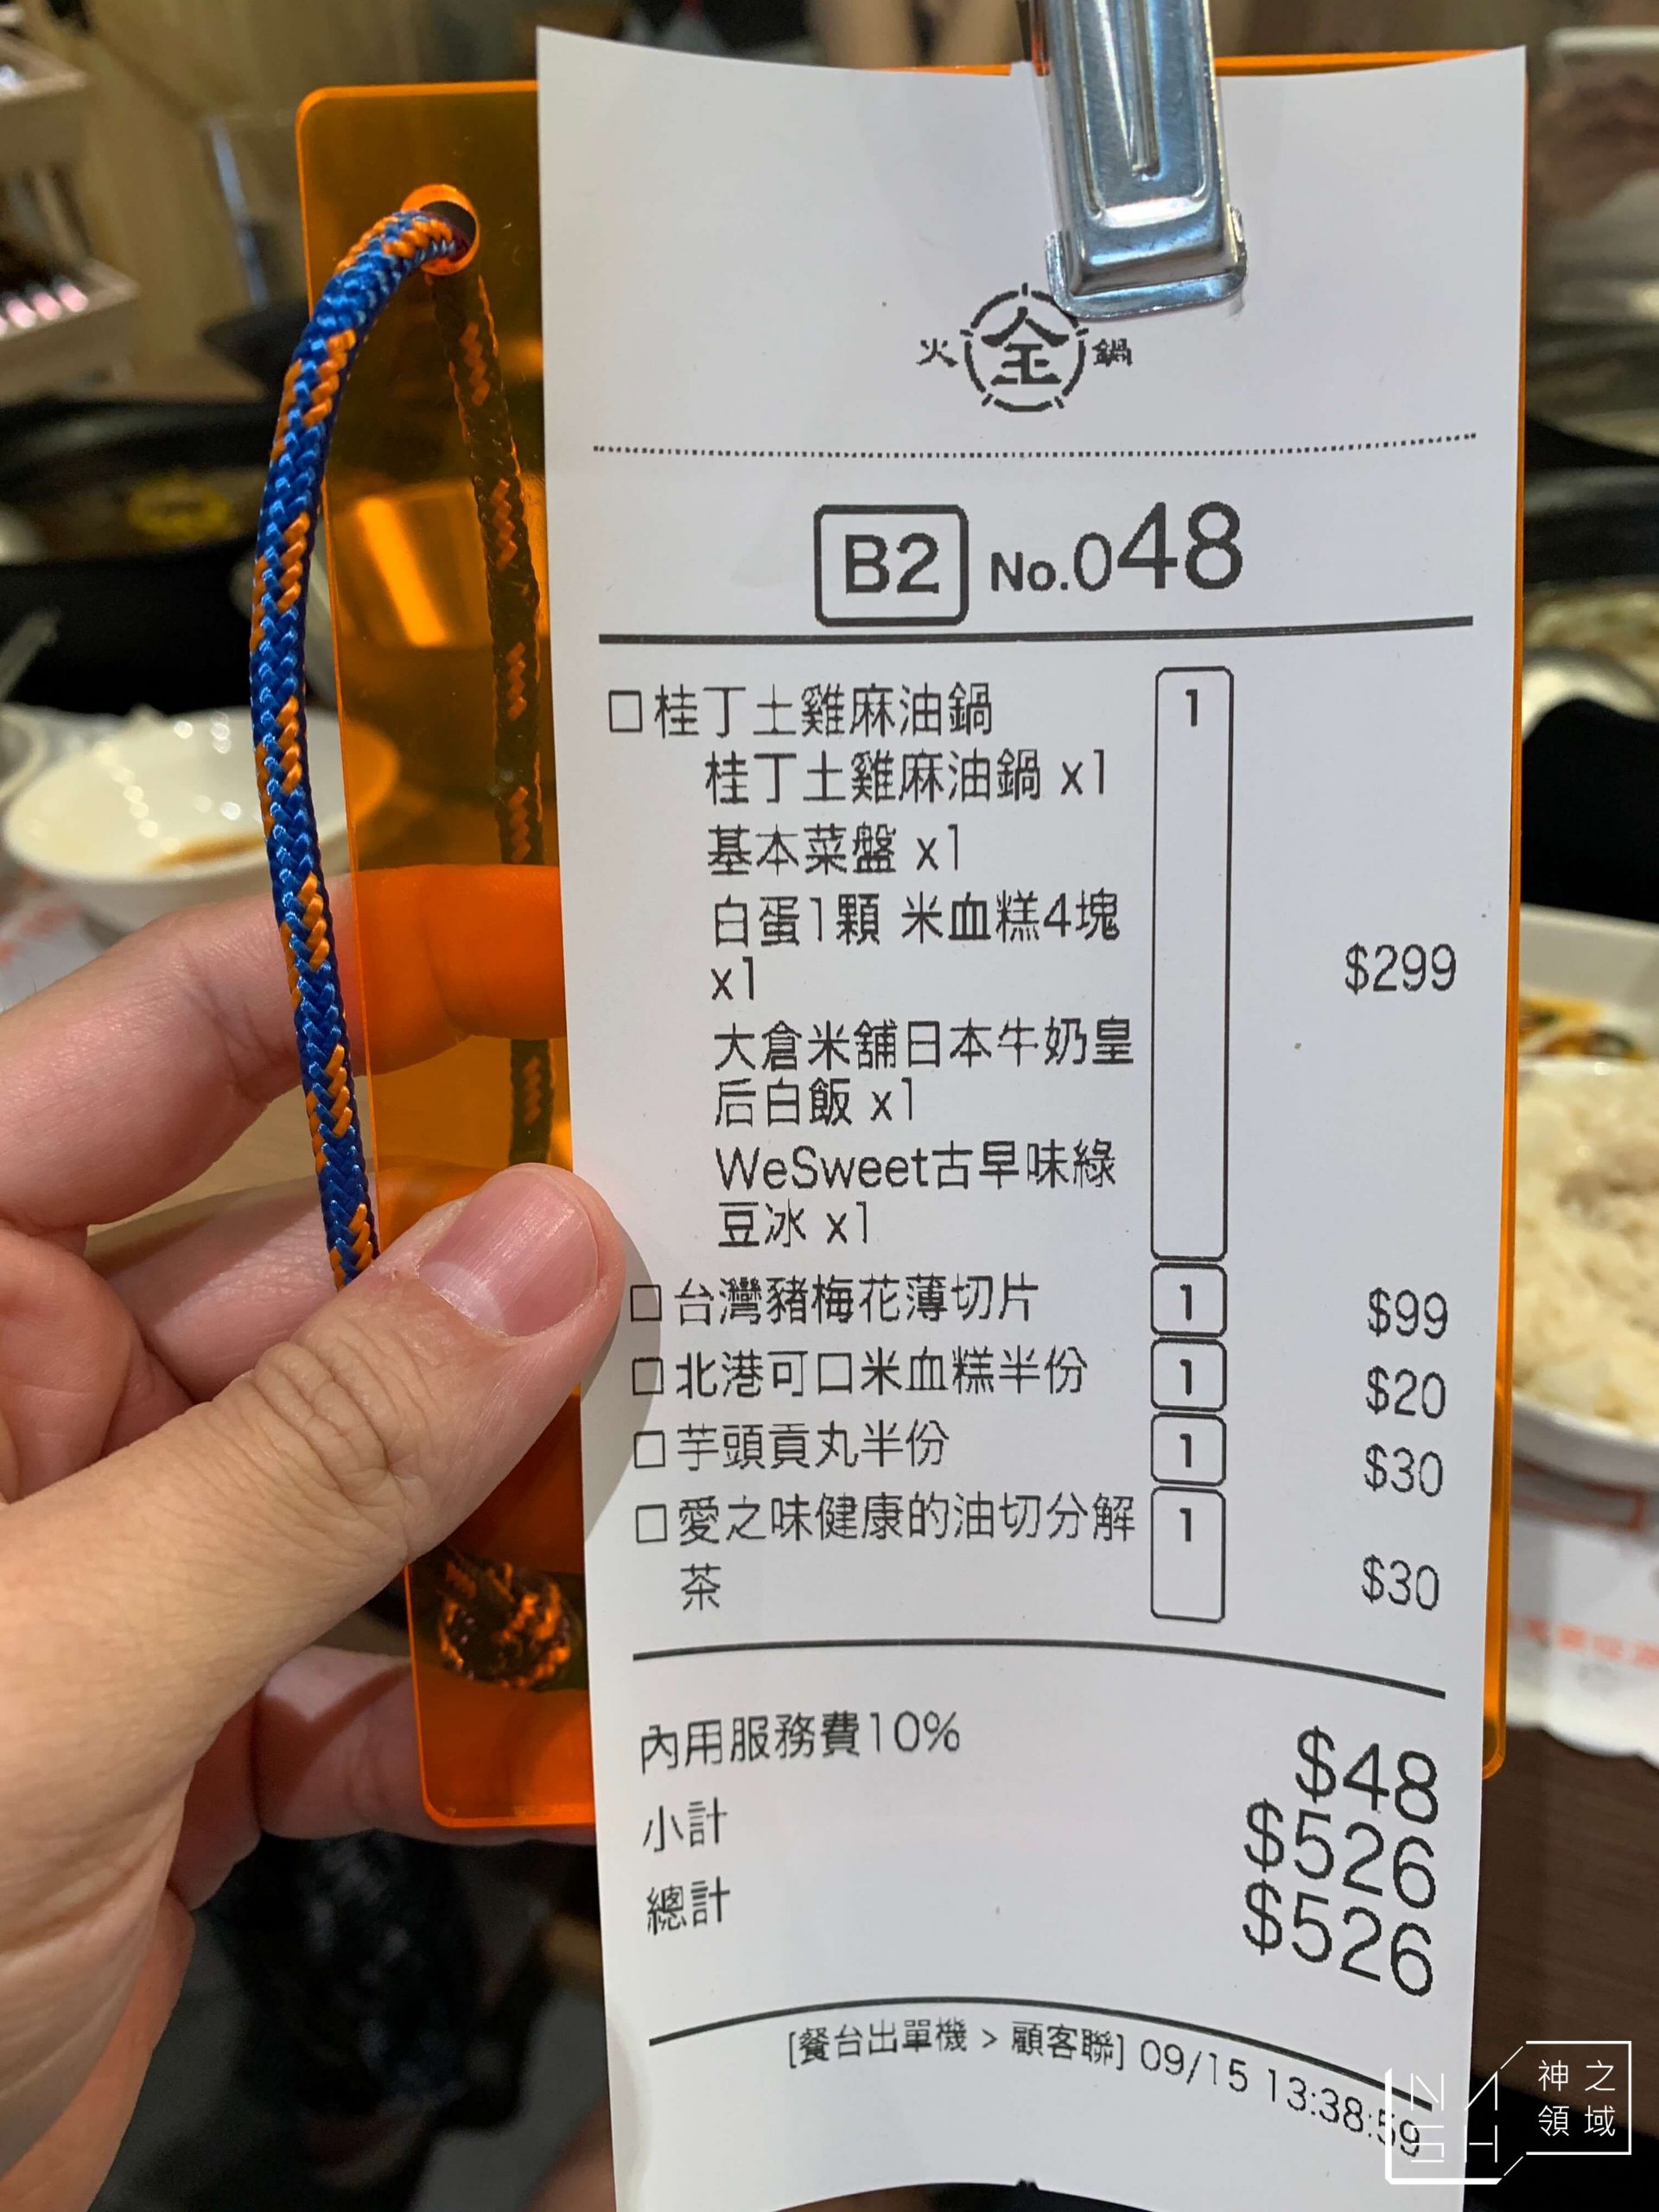 火 全 鍋
B2 No.048
□桂丁土雞麻油鍋 1
桂丁土雞麻油鍋 x1
基本菜盤 x1
白蛋1顆 米血糕4塊
x1
$299
大倉米舖日本牛奶皇
后白飯 x1
WeSweet古早味綠
豆冰 x1
□台灣豬梅花薄切片 1 $99
□北港可口米血糕半份 1 $20
□芋頭貢丸半份 1 $30
□愛之味健康的油切分解 1
茶 $30
內用服務費10% $48
小計 $526
總計 $526
[餐台出單機 > 顧客聯] 09/15 13:38:59
神之
領域